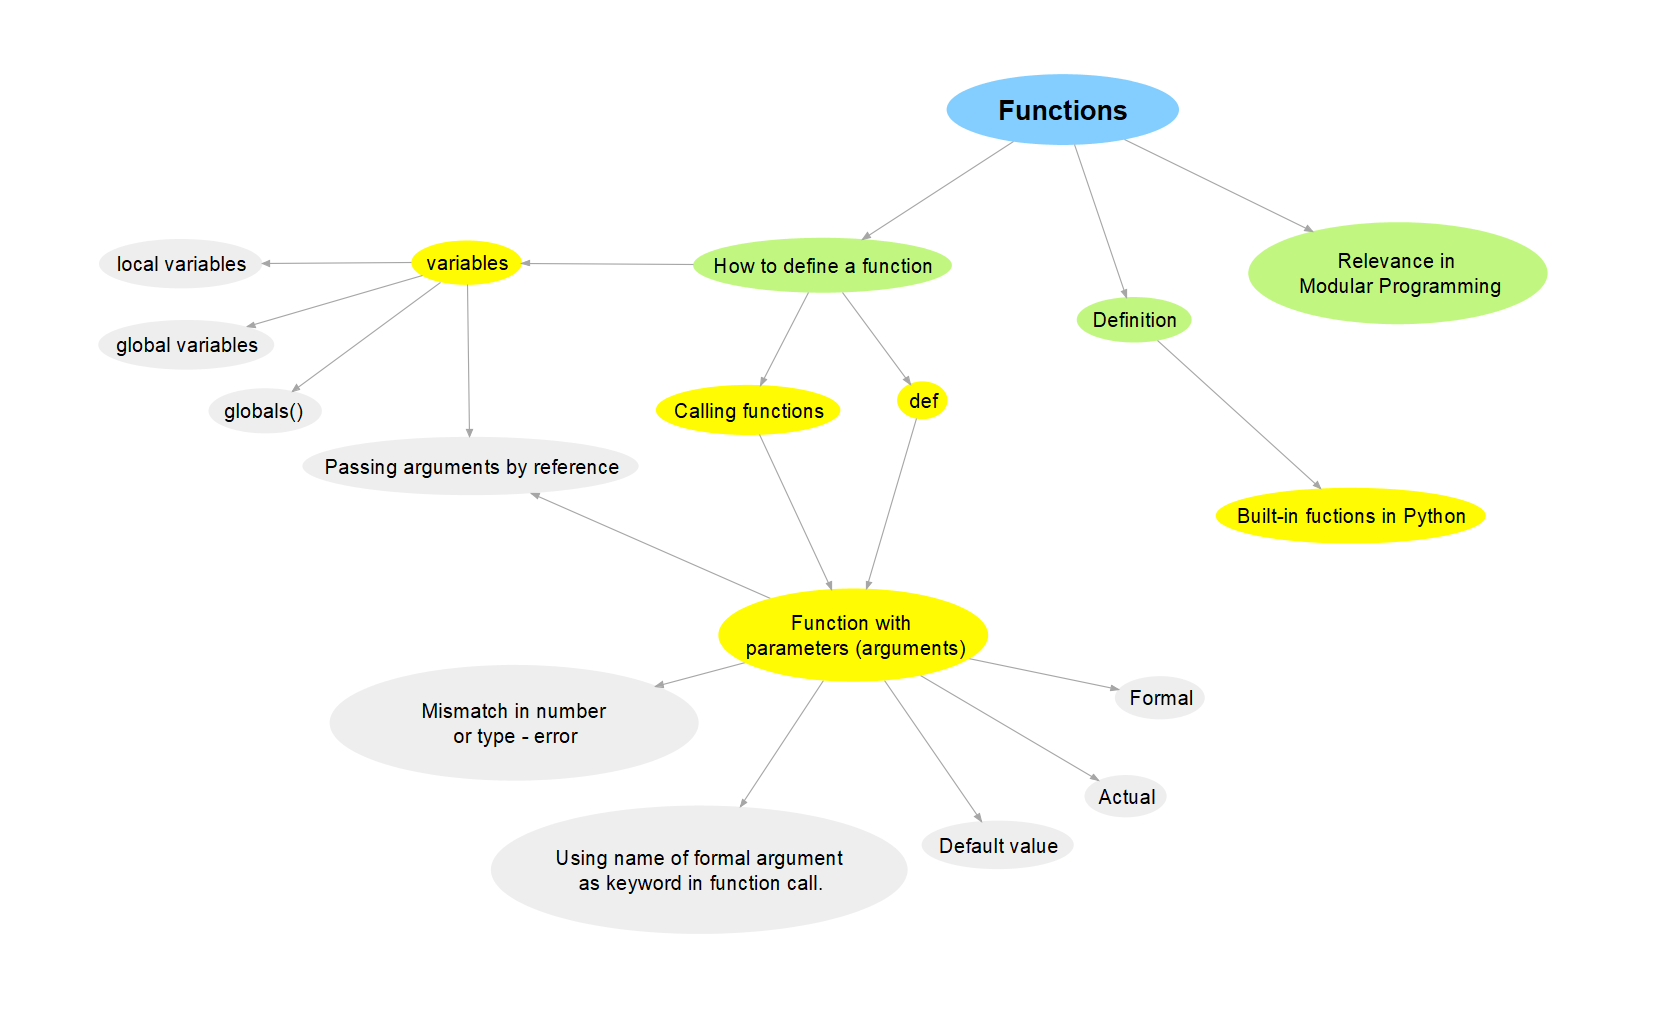 Functions
local variables
variables
How to define a function
Relevance in
Modular Programming
Definition
global variables
globals()
Calling functions
def
Passing arguments by reference
Built-in fuctions in Python
Function with
parameters (arguments)
Mismatch in number
or type - error
Formal
Actual
Default value
Using name of formal argument
as keyword in function call.